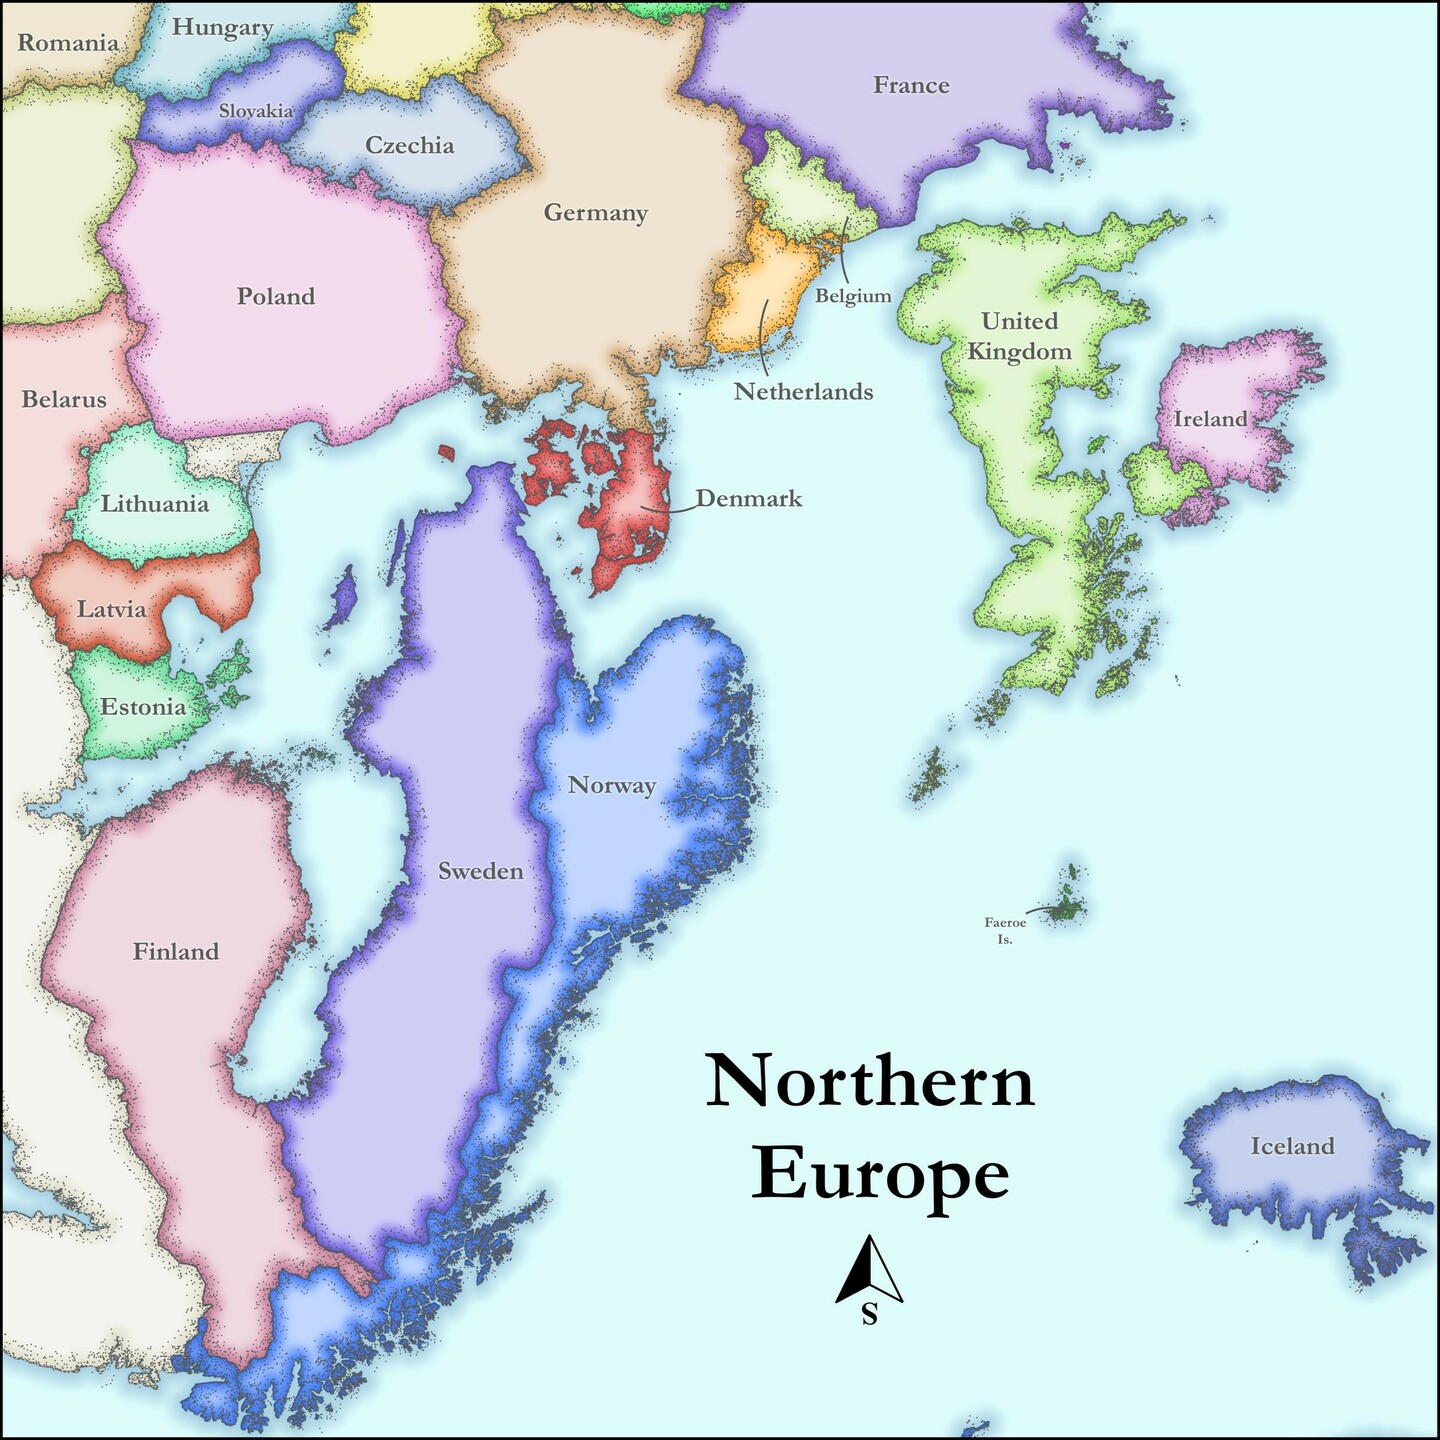 Hungary
Romania
France
Slovakia
Czechia
Germany
Poland
Belgium
United
Kingdom
Netherlands
Belarus
Ireland
Denmark
Lithuania
Latvia
Estonia
Norway
Sweden
Faeroe
Is.
Finland
Northern
Europe
Iceland
S